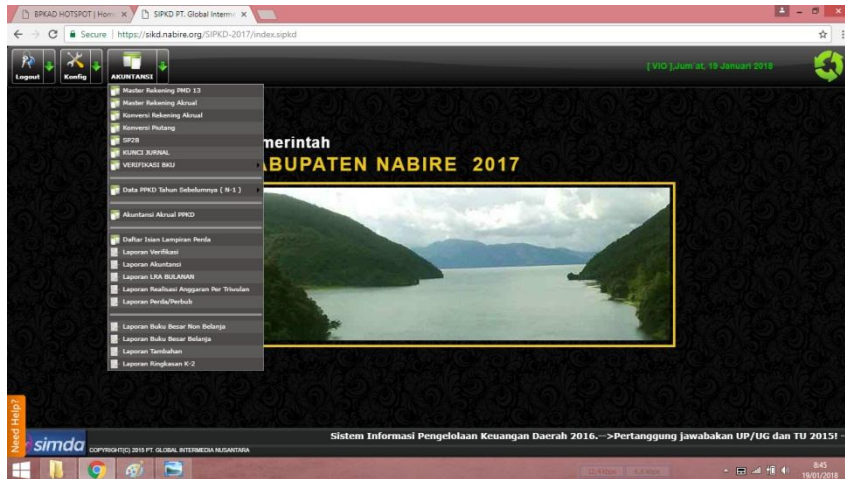 BPKAD HOTSPOT | Hom
SIPKD PT. Global Interme
Secure | https://sikd.nabire.org/SIPKD-2017/index.sipkd
Logout
Konfig
AKUNTANSI
[ VIO ],Jum'at, 19 Januari 2018
Master Rekening PMD 13
Master Rekening Akrual
Konversi Rekening Akrual
Konversi Piutang
SP2B
KUNCI JURNAL
VERIFIKASI BKU
Data PPKD Tahun Sebelumnya ( N-1 )
Akuntansi Akrual PPKD
Daftar Isian Lampiran Perda
Laporan Verifikasi
Laporan Akuntansi
Laporan LRA BULANAN
Laporan Realisasi Anggaran Per Triwulan
Laporan Perda/Perbub
Laporan Buku Besar Non Belanja
Laporan Buku Besar Belanja
Laporan Tambahan
Laporan Ringkasan K-2
merintah
ABUPATEN NABIRE 2017
Need Help?
simda
COPYRIGHT(C) 2015 PT. GLOBAL INTERMEDIA NUSANTARA
Sistem Informasi Pengelolaan Keuangan Daerah 2016.-->Pertanggung jawabakan UP/UG dan TU 2015! -
8:45
19/01/2018